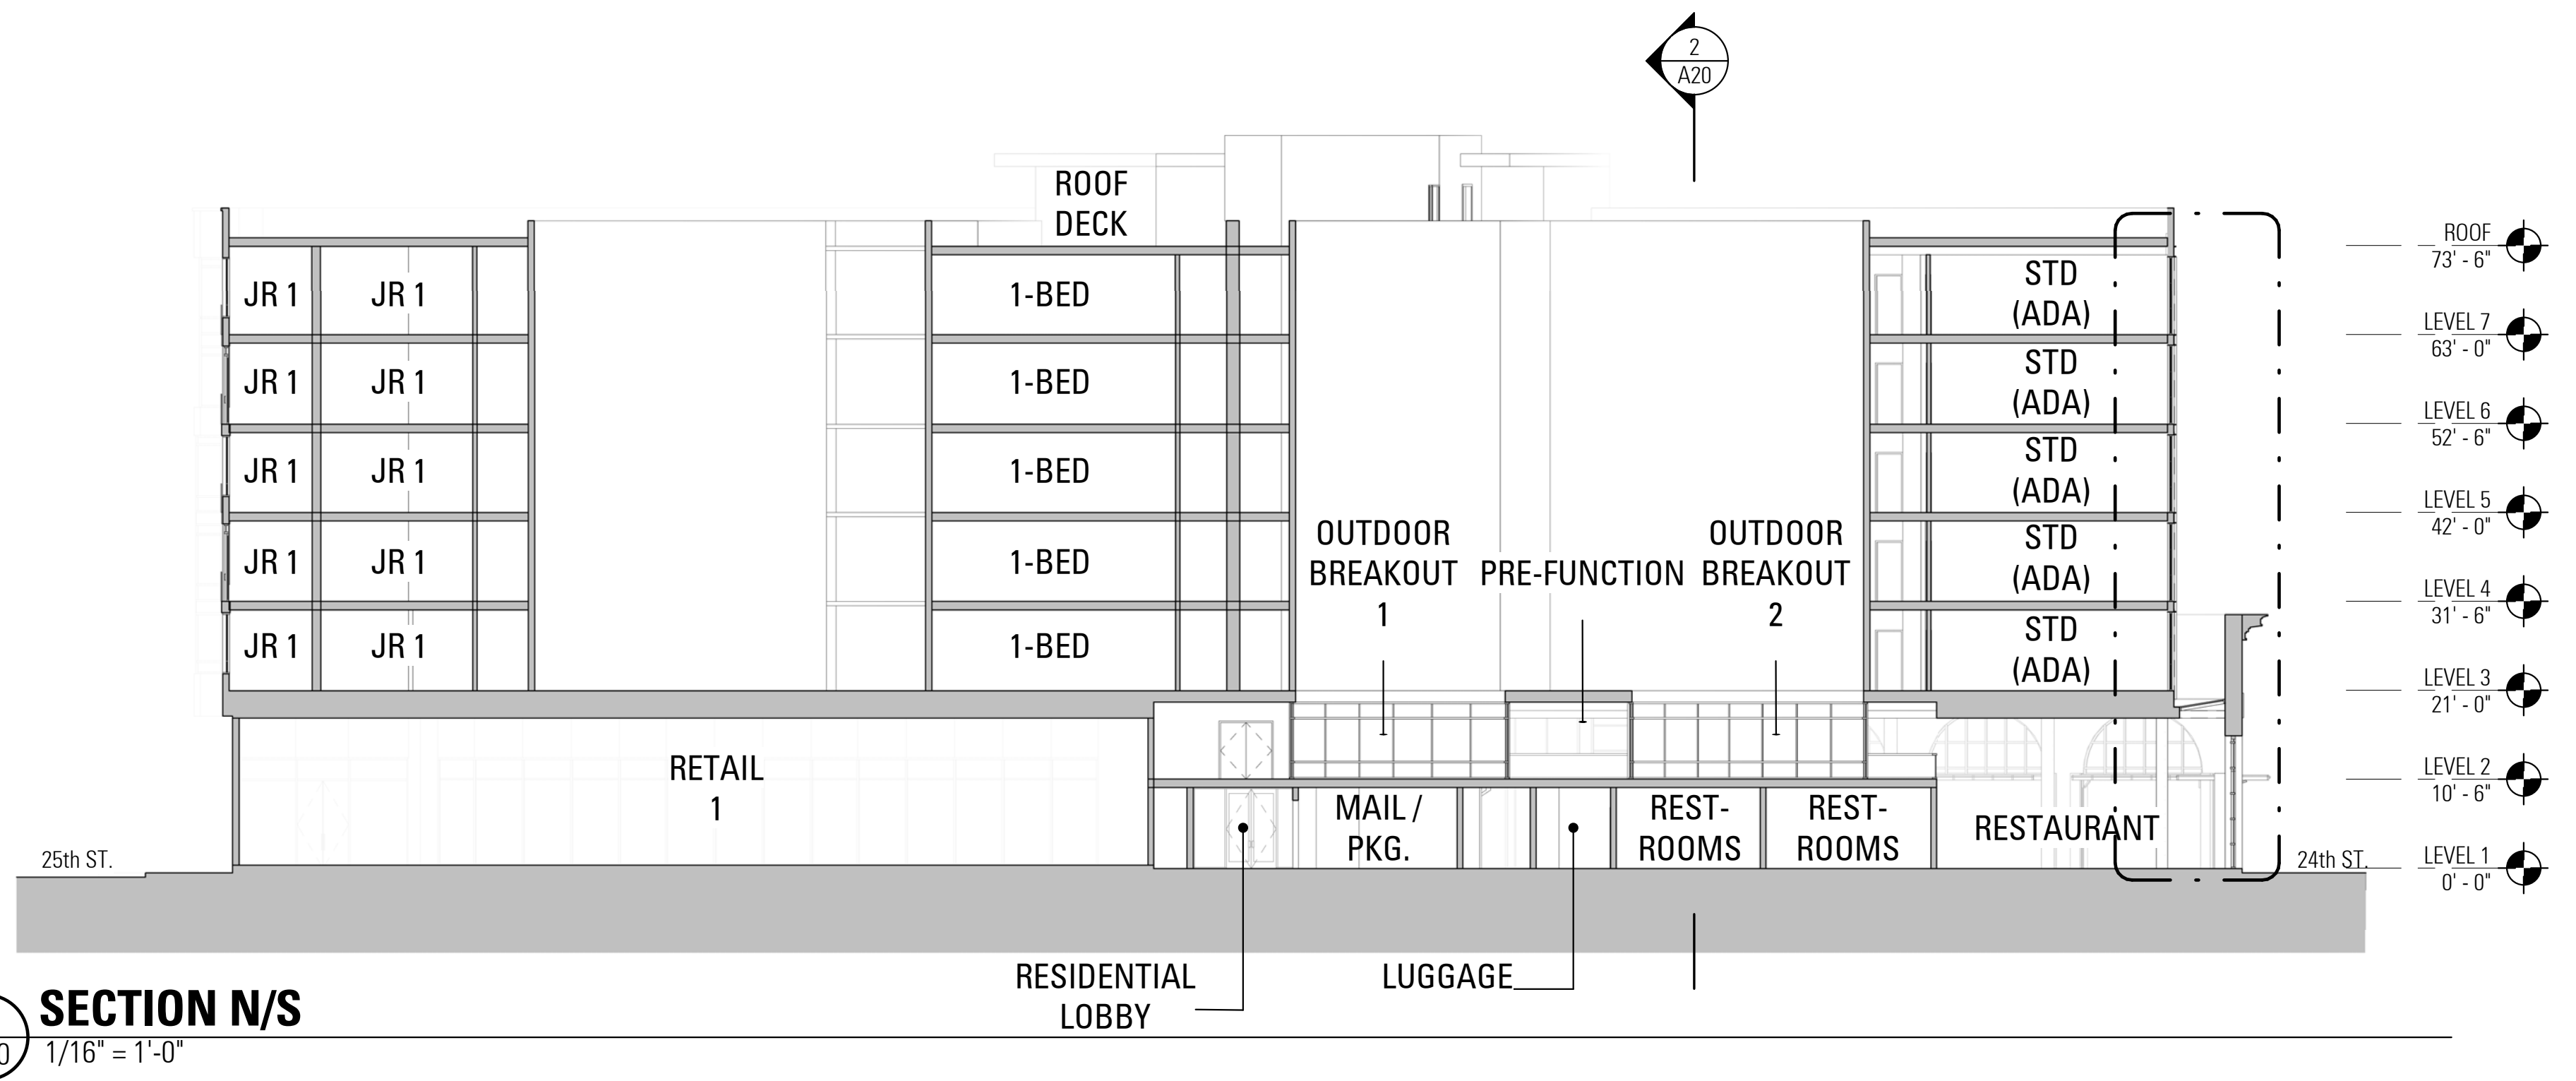 2
A20
ROOF
DECK
ROOF
73' - 6"
JR 1
JR 1
1-BED
STD
(ADA)
LEVEL 7
63' - 0"
JR 1
JR 1
1-BED
STD
(ADA)
LEVEL 6
52' - 6"
JR 1
JR 1
1-BED
STD
(ADA)
LEVEL 5
42' - 0"
OUTDOOR
BREAKOUT
1
PRE-FUNCTION
OUTDOOR
BREAKOUT
2
JR 1
JR 1
1-BED
STD
(ADA)
LEVEL 4
31' - 6"
JR 1
JR 1
1-BED
STD
(ADA)
LEVEL 3
21' - 0"
RETAIL
1
LEVEL 2
10' - 6"
MAIL /
PKG.
REST-
ROOMS
REST-
ROOMS
RESTAURANT
25th ST.
24th ST.
LEVEL 1
0' - 0"
RESIDENTIAL
LOBBY
LUGGAGE
SECTION N/S
1/16" = 1'-0"